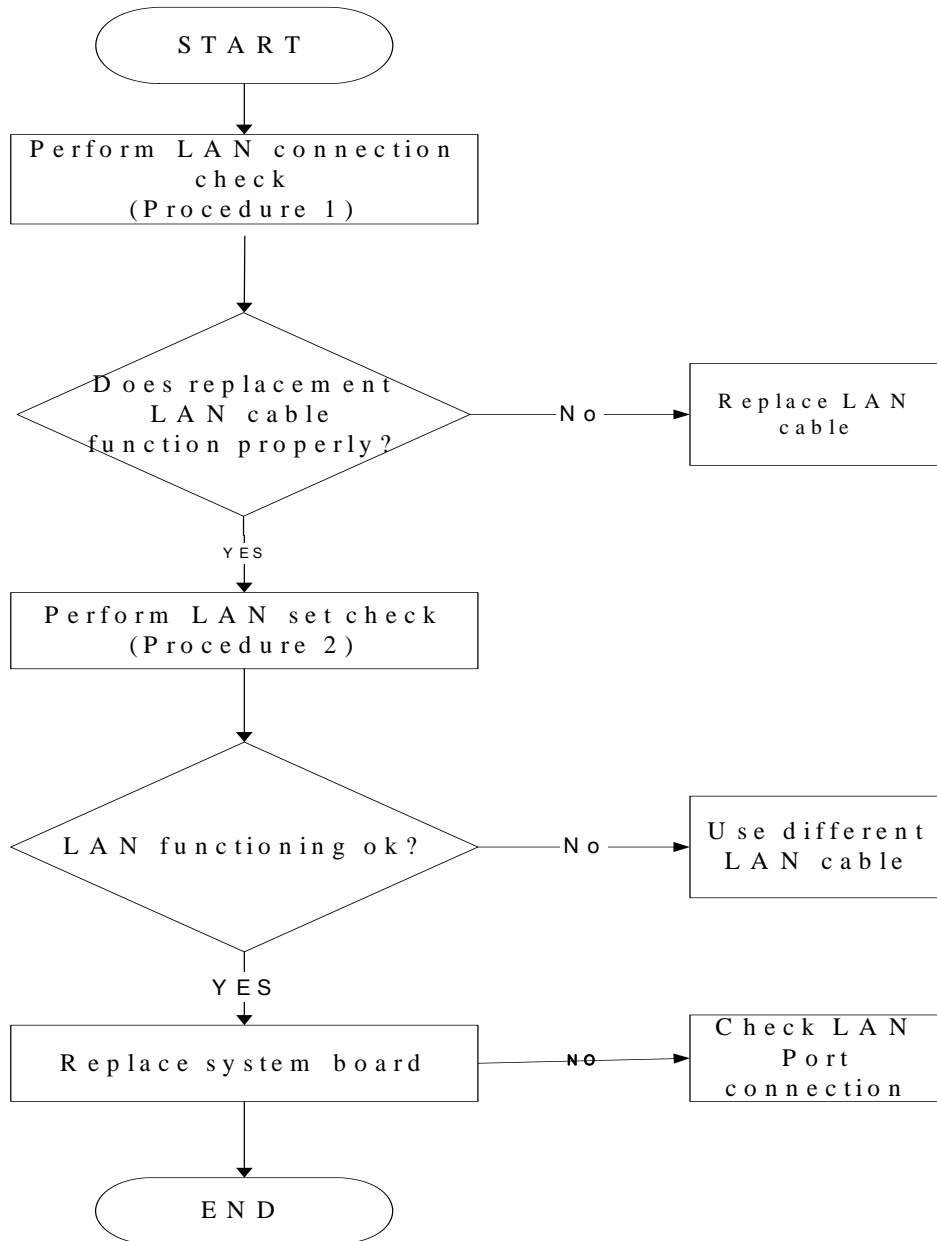 START
Perform LAN connection
check
(Procedure 1)
Does replacement
LAN cable
function properly?
No
Replace LAN
cable
YES
Perform LAN set check
(Procedure 2)
LAN functioning ok?
No
Use different
LAN cable
YES
Replace system board
NO
Check LAN
Port
connection
END